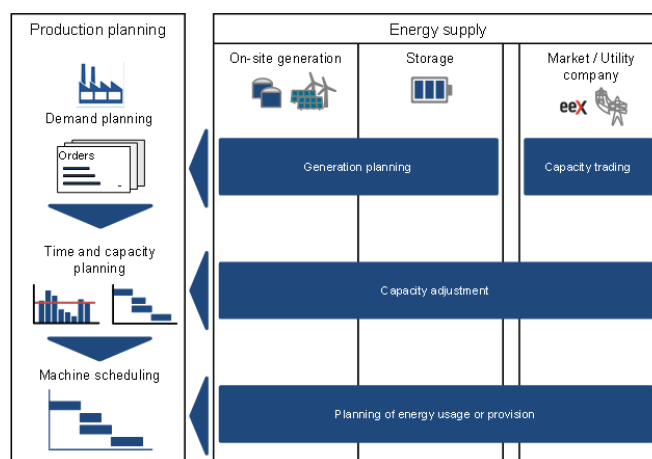 Production planning
Energy supply
On-site generation
Storage
Market / Utility
company
eex
Demand planning
Orders
Generation planning
Capacity trading
Time and capacity
planning
Capacity adjustment
Machine scheduling
Planning of energy usage or provision